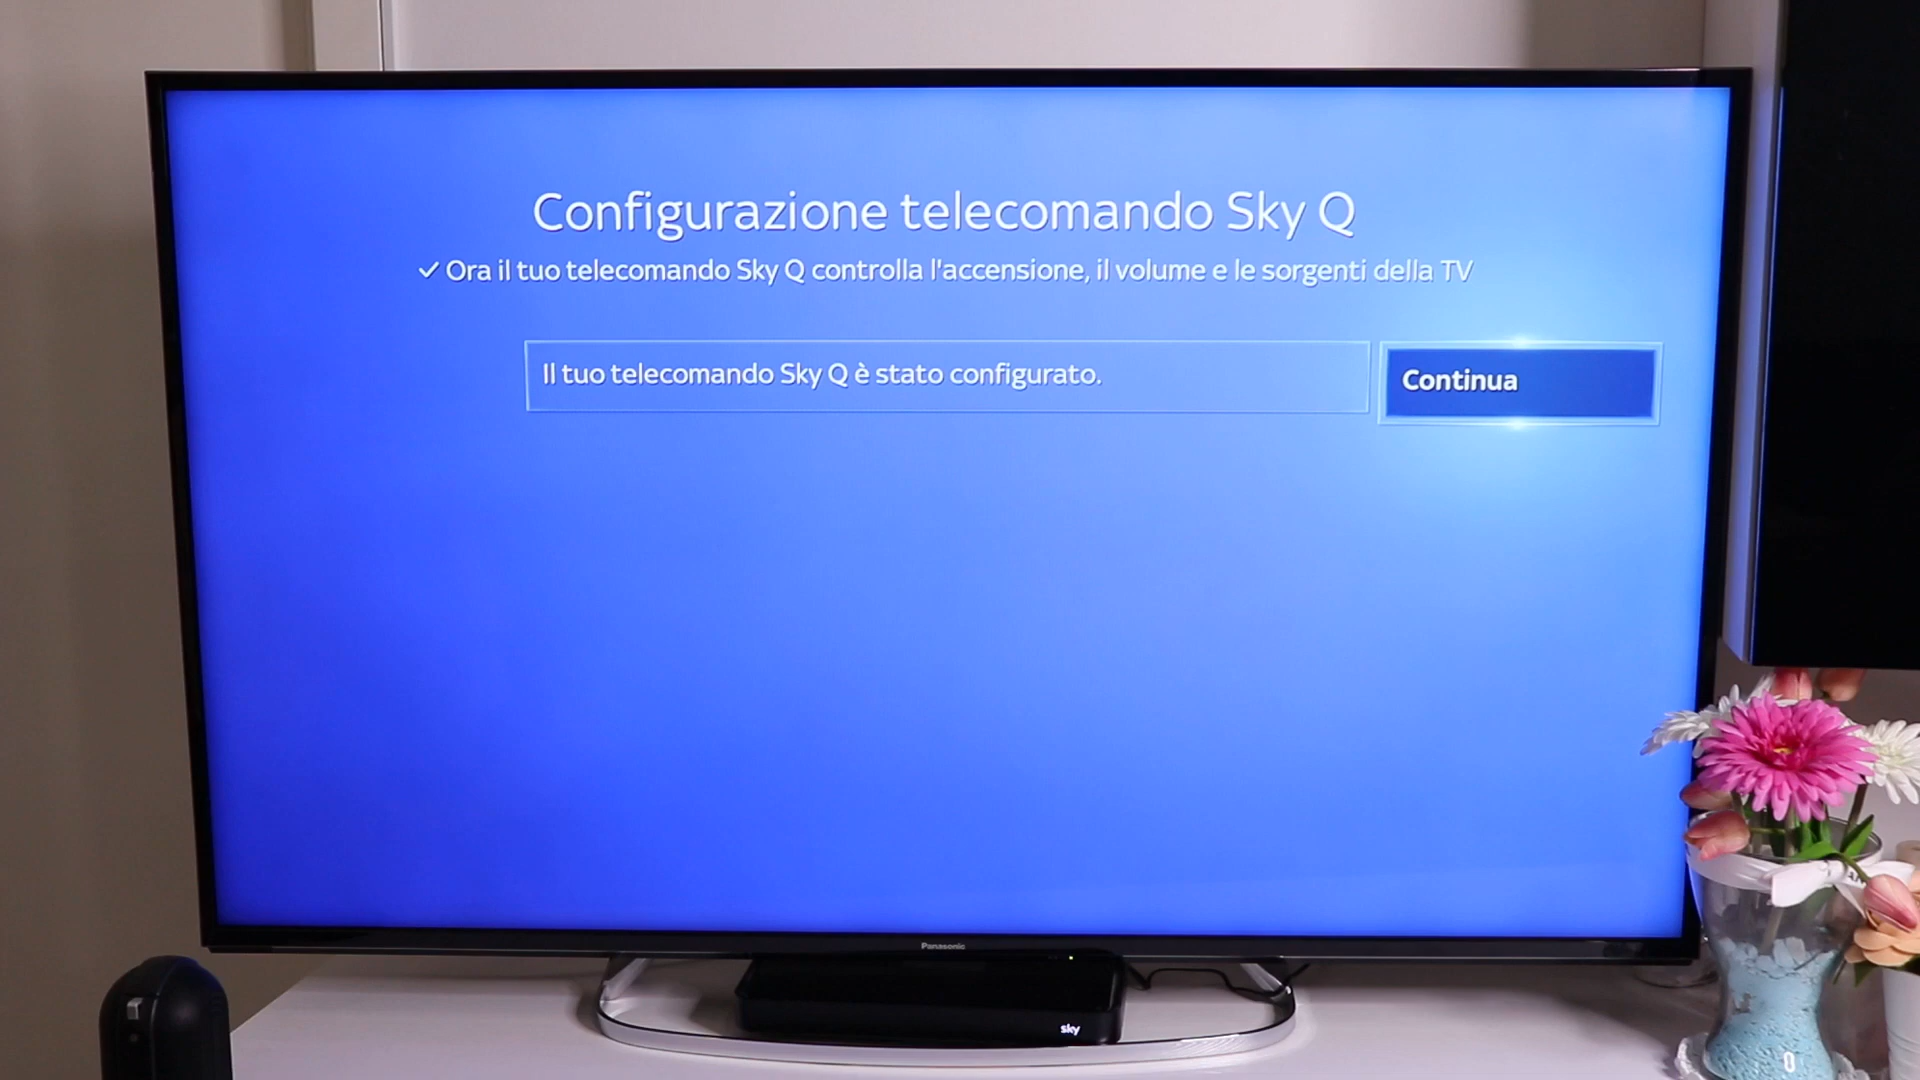 Configurazione telecomando Sky Q
✓ Ora il tuo telecomando Sky Q controlla l'accensione, il volume e le sorgenti della TV
Il tuo telecomando Sky Q è stato configurato.
Continua
Panasonic
sky